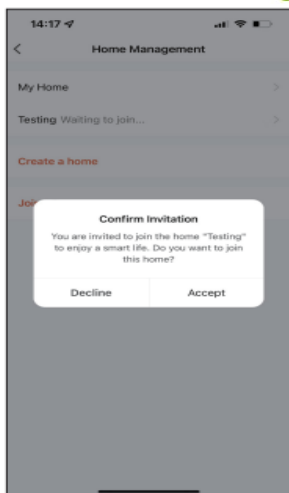 14:17
Home Management
My Home
Testing Waiting to join...
Create a home
Confirm Invitation
You are invited to join the home "Testing"
to enjoy a smart life. Do you want to join
this home?
Decline Accept